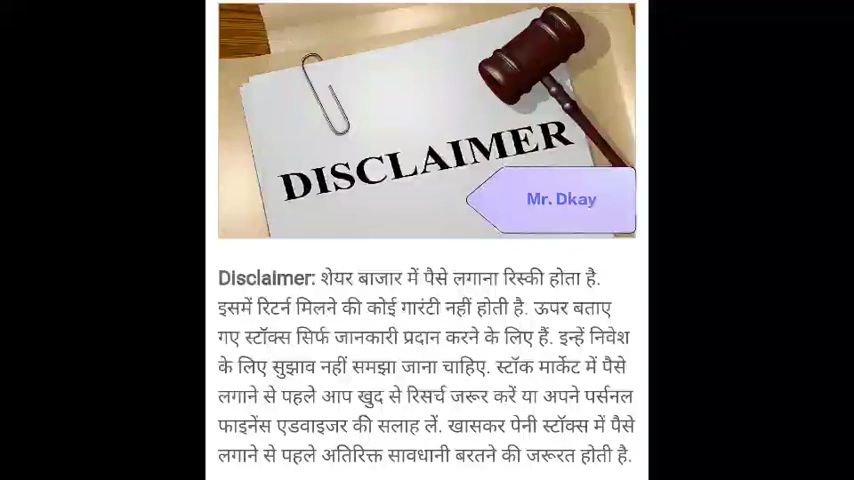 DISCLAIMER
Mr. Dkay
Disclaimer: शेयर बाजार में पैसे लगाना रिस्की होता है.
इसमें रिटर्न मिलने की कोई गारंटी नहीं होती है. ऊपर बताए
गए स्टॉक्स सिर्फ जानकारी प्रदान करने के लिए हैं. इन्हें निवेश
के लिए सुझाव नहीं समझा जाना चाहिए. स्टॉक मार्केट में पैसे
लगाने से पहले आप खुद से रिसर्च जरूर करें या अपने पर्सनल
फाइनेंस एडवाइजर की सलाह लें. खासकर पेनी स्टॉक्स में पैसे
लगाने से पहले अतिरिक्त सावधानी बरतने की जरूरत होती है.